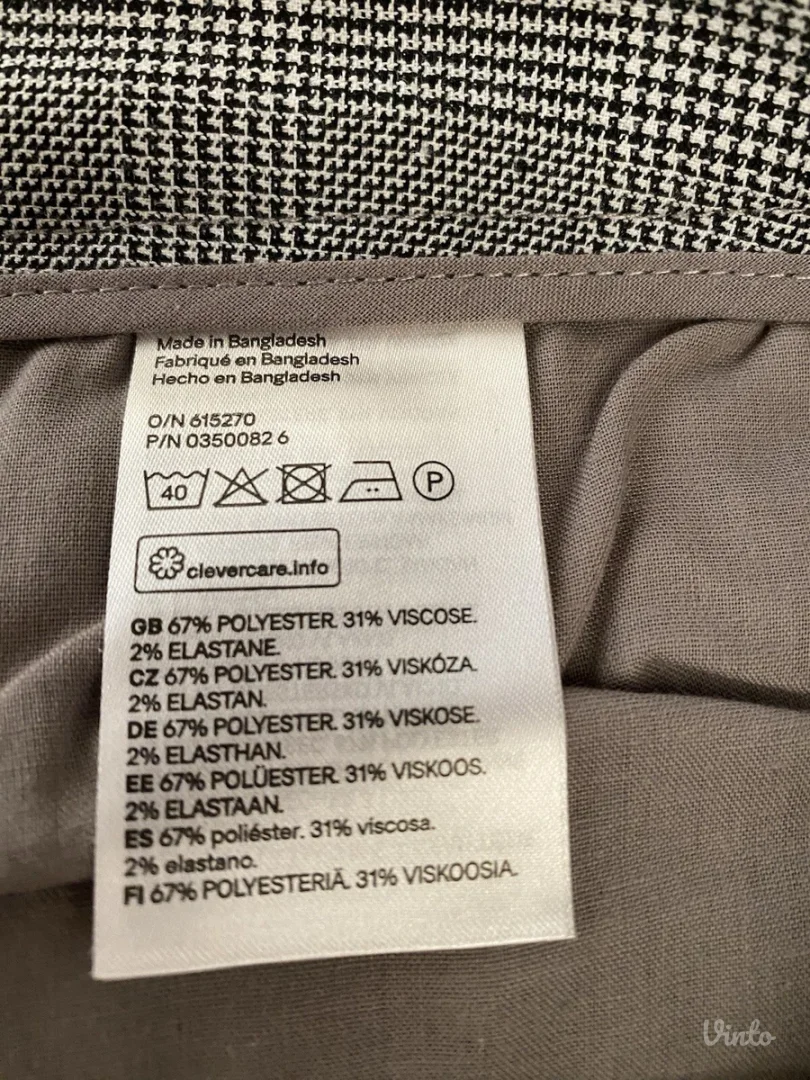 Made in Bangladesh
Fabriqué en Bangladesh
Hecho en Bangladesh
O/N 615270
P/N 0350082 6
40 P
clevercare.info
GB 67% POLYESTER. 31% VISCOSE.
2% ELASTANE.
CZ 67% POLYESTER. 31% VISKÓZA.
2% ELASTAN.
DE 67% POLYESTER. 31% VISKOSE.
2% ELASTHAN.
EE 67% POLÜESTER. 31% VISKOOS.
2% ELASTAAN.
ES 67% poliéster. 31% viscosa.
2% elastano.
FI 67% POLYESTERIÄ. 31% VISKOOSIA.
Vinto